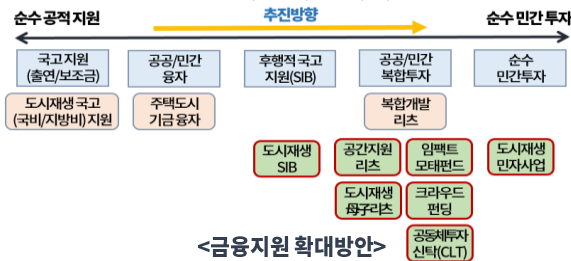 순수 공적 지원
추진방향
순수 민간 투자
국고 지원
(출연/보조금)
공공/민간
융자
후행적 국고
지원(SIB)
공공/민간
복합투자
순수
민간투자
도시재생 국고
(국비/지방비) 지원
주택도시
기금 융자
복합개발
리츠
도시재생
SIB
공간지원
리츠
임팩트
모태펀드
도시재생
민자사업
도시재생
母子리츠
크라우드
펀딩
공동체투자
신탁(CLT)
<금융지원 확대방안>